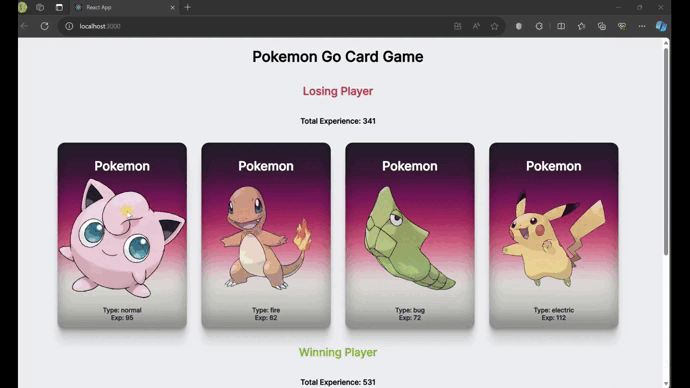 React App
localhost:3000
Pokemon Go Card Game
Losing Player
Total Experience: 341
Pokemon
Type: normal
Exp: 95
Pokemon
Type: fire
Exp: 62
Pokemon
Type: bug
Exp: 72
Pokemon
Type: electric
Exp: 112
Winning Player
Total Experience: 531